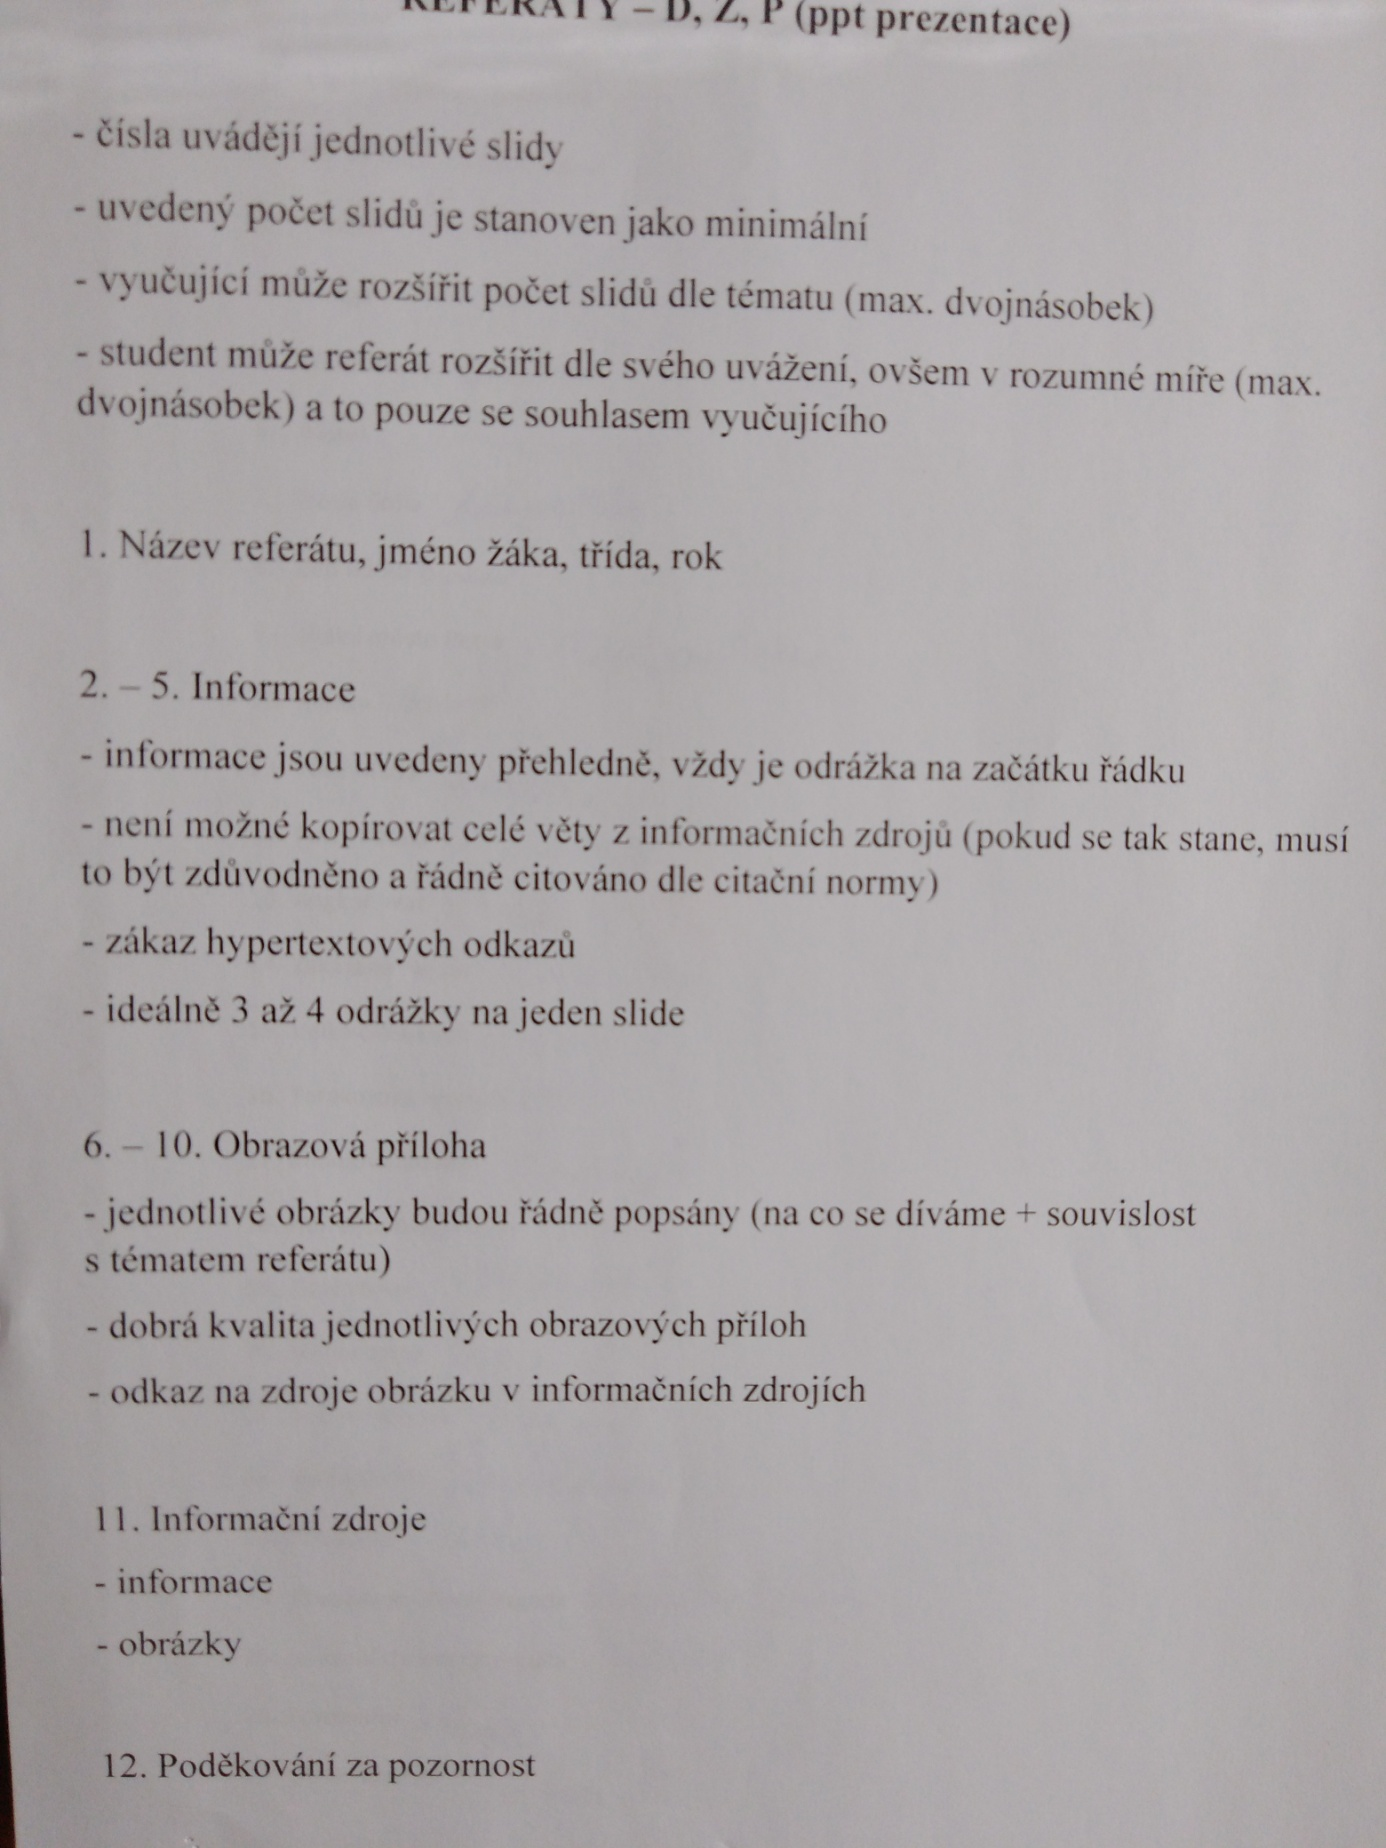 REFERÁTY – D, Z, P (ppt prezentace)
- čísla uvádějí jednotlivé slidy
- uvedený počet slidů je stanoven jako minimální
- vyučující může rozšířit počet slidů dle tématu (max. dvojnásobek)
- student může referát rozšířit dle svého uvážení, ovšem v rozumné míře (max.
dvojnásobek) a to pouze se souhlasem vyučujícího
1. Název referátu, jméno žáka, třída, rok
2. – 5. Informace
- informace jsou uvedeny přehledně, vždy je odrážka na začátku řádku
- není možné kopírovat celé věty z informačních zdrojů (pokud se tak stane, musí
to být zdůvodněno a řádně citováno dle citační normy)
- zákaz hypertextových odkazů
- ideálně 3 až 4 odrážky na jeden slide
6. – 10. Obrazová příloha
- jednotlivé obrázky budou řádně popsány (na co se díváme + souvislost
s tématem referátu)
- dobrá kvalita jednotlivých obrazových příloh
- odkaz na zdroje obrázku v informačních zdrojích
11. Informační zdroje
- informace
- obrázky
12. Poděkování za pozornost